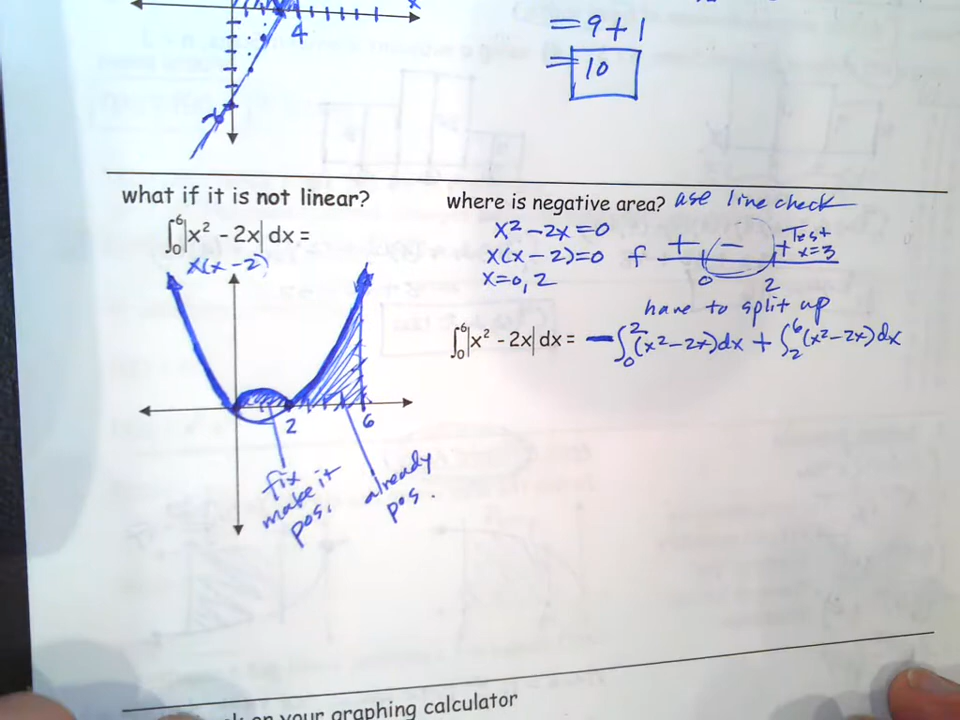 4
= 9 + 1
= 10
what if it is not linear?
∫₀⁶|x² - 2x| dx =
x(x - 2)
2
6
fix
make it
pos.
already
pos.
where is negative area? use line check
x² - 2x = 0
x(x - 2) = 0
x = 0, 2
f + - + Test
x = 3
0 2
have to split up
∫₀⁶|x² - 2x| dx = -∫₀²(x² - 2x)dx + ∫₂⁶(x² - 2x)dx
on your graphing calculator